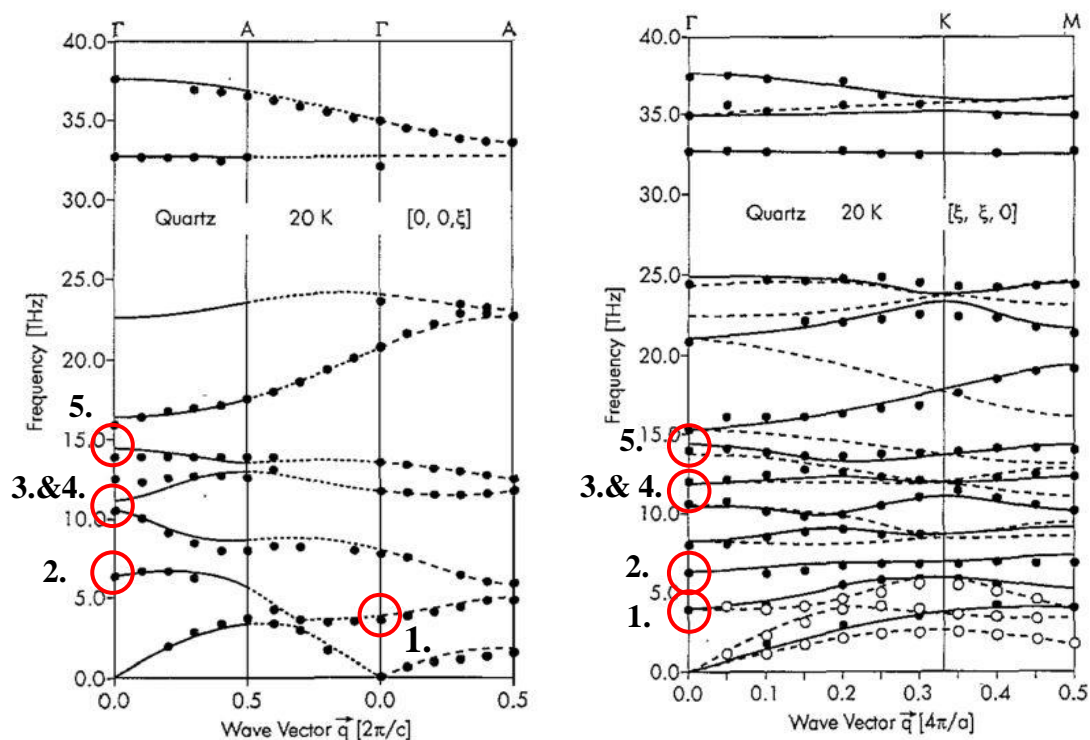 Γ A Γ A
40.0
35.0
30.0
25.0
20.0
15.0
10.0
5.0
0.0
Frequency [THz]
Quartz 20 K [0, 0,ξ]
5.
3.&4.
2.
1.
0.0 0.5 0.0 0.5
Wave Vector q⃗ [2π/c]
Γ K M
40.0
35.0
30.0
25.0
20.0
15.0
10.0
5.0
0.0
Frequency [THz]
Quartz 20 K [ξ, ξ, 0]
5.
3.& 4.
2.
1.
0.0 0.1 0.2 0.3 0.4 0.5
Wave Vector q⃗ [4π/a]